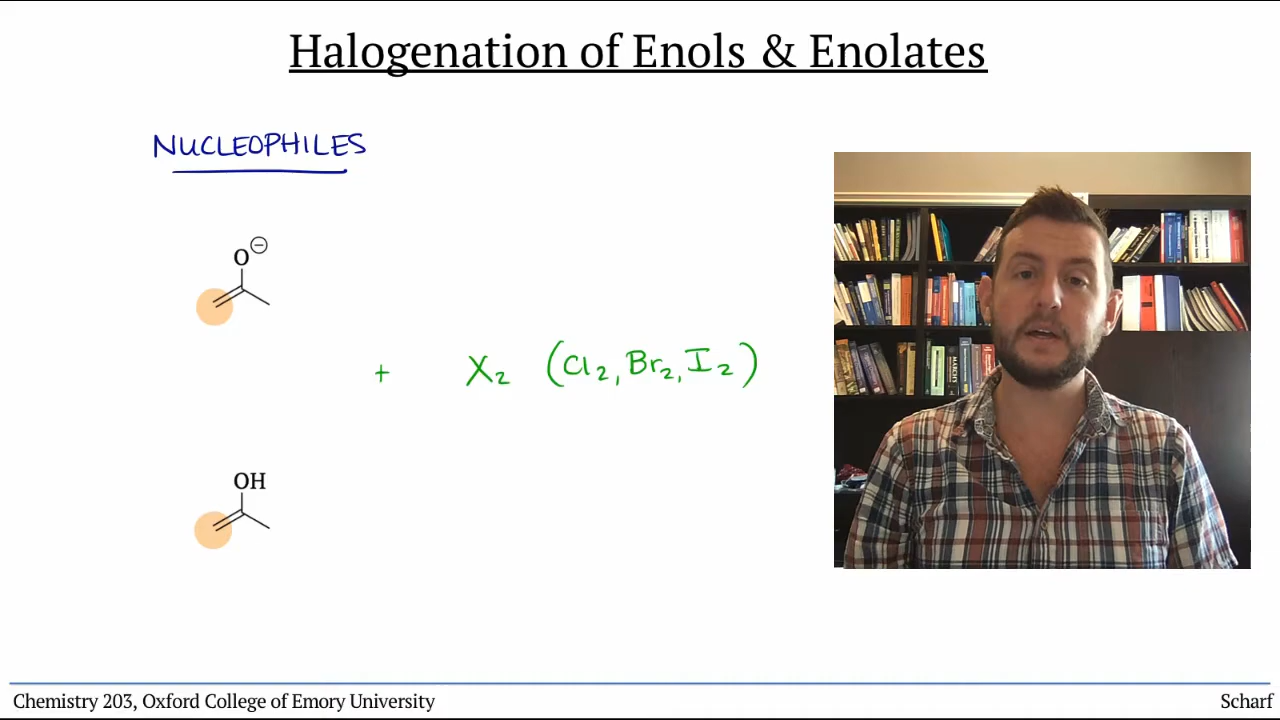 Halogenation of Enols & Enolates
NUCLEOPHILES
O⊖
+ X₂ (Cl₂, Br₂, I₂)
OH
Chemistry 203, Oxford College of Emory University
Scharf